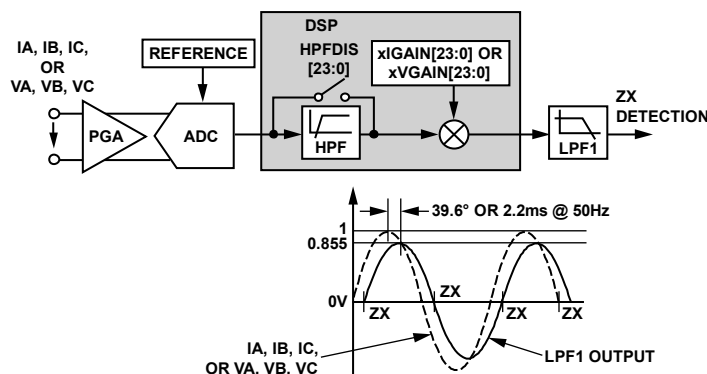 IA, IB, IC,
OR
VA, VB, VC
PGA
REFERENCE
ADC
DSP
HPFDIS
[23:0]
HPF
xIGAIN[23:0] OR
xVGAIN[23:0]
LPF1
ZX
DETECTION
39.6° OR 2.2ms @ 50Hz
1
0.855
0V
ZX
ZX
ZX
ZX
IA, IB, IC,
OR VA, VB, VC
LPF1 OUTPUT